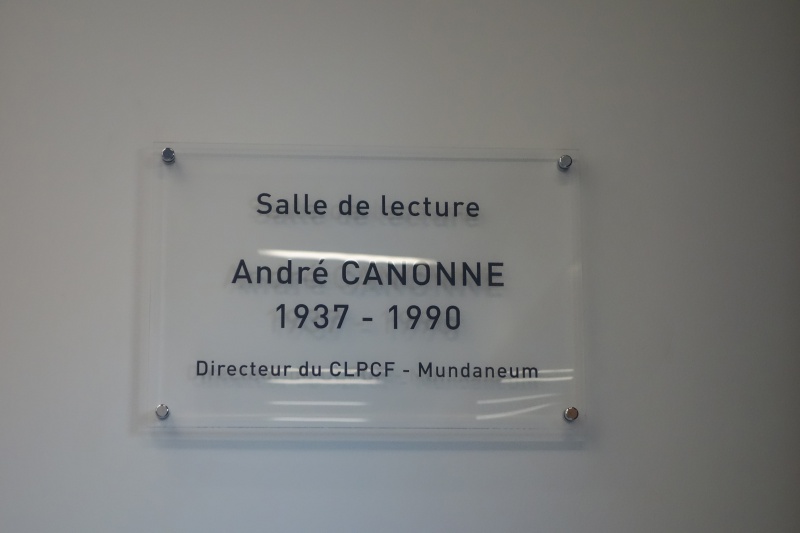 Salle de lecture
André CANONNE
1937 - 1990
Directeur du CLPCF - Mundaneum